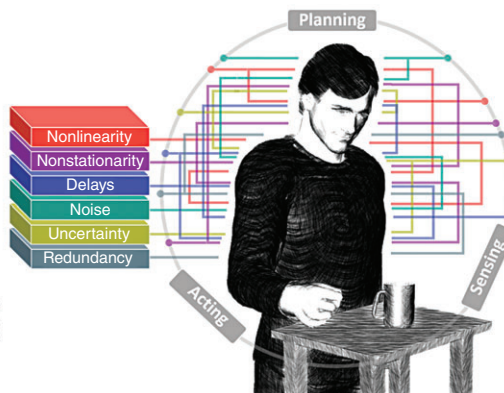 Planning
Nonlinearity
Nonstationarity
Delays
Noise
Uncertainty
Redundancy
Acting
Sensing